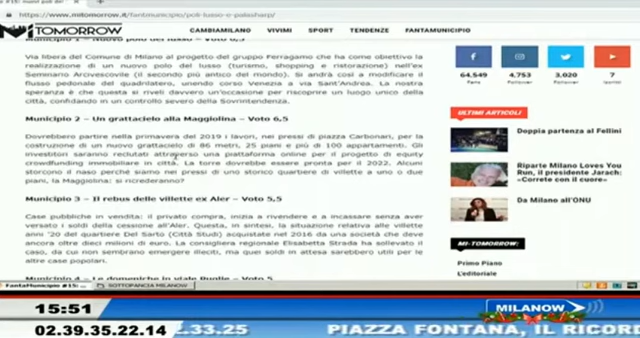 #15: nuovi poli del
https://www.mitomorrow.it/fantmunicipio/poli-lusso-e-palasharp/
MI TOMORROW
CAMBIAMILANO VIVIMI SPORT TENDENZE FANTAMUNICIPIO
Municipio 1 – Nuovo polo del lusso – Voto 6,5
Via libera del Comune di Milano al progetto del gruppo Ferragamo che ha come obiettivo la
realizzazione di un nuovo polo del lusso (turismo, shopping e ristorazione) nell'ex
Seminario Arcivescovile (il secondo più antico del mondo). Si andrà così a modificare il
flusso pedonale del quadrilatero, unendo corso Venezia a via Sant'Andrea. La nostra
speranza è che questa si riveli davvero un'occasione per riscoprire un luogo unico della
città, confidando in un controllo severo della Sovrintendenza.
Municipio 2 – Un grattacielo alla Maggiolina – Voto 6,5
Dovrebbero partire nella primavera del 2019 i lavori, nei pressi di piazza Carbonari, per la
costruzione di un nuovo grattacielo di 86 metri, 25 piani e più di 100 appartamenti. Gli
investitori saranno reclutati attraverso una piattaforma online per il progetto di equity
crowdfunding immobiliare in città. La torre dovrebbe essere pronta per il 2022. Alcuni
storcono il naso perché siamo nei pressi di uno storico quartiere di villette a uno o due
piani, la Maggiolina: si ricrederanno?
Municipio 3 – Il rebus delle villette ex Aler – Voto 5,5
Case pubbliche in vendita: il privato compra, inizia a rivendere e a incassare senza aver
versato i soldi della cessione all'Aler. Questa, in sintesi, la situazione relativa alle villette
anni '20 del quartiere Del Sarto (Città Studi) acquistate nel 2016 da una società che deve
ancora oltre dieci milioni di euro. La consigliera regionale Elisabetta Strada ha sollevato il
caso, da cui non sembrano emergere illeciti, ma quei soldi in attesa sarebbero utili per le
altre case popolari.
Municipio 4 – Le domeniche in viale Puglie – Voto 5
64,549
Fans
4,753
3,020
7
ULTIMI ARTICOLI
Doppia partenza al Fellini
Riparte Milano Loves You
Run, il presidente Jarach:
«Correte con il cuore»
Da Milano all'ONU
MI-TOMORROW:
Primo Piano
L'editoriale
FantaMunicipio #15:
SOTTOPANCIA MILANOW
15:51
MILANOW
02.39.35.22.14
2.33.25
PIAZZA FONTANA, IL RICORD